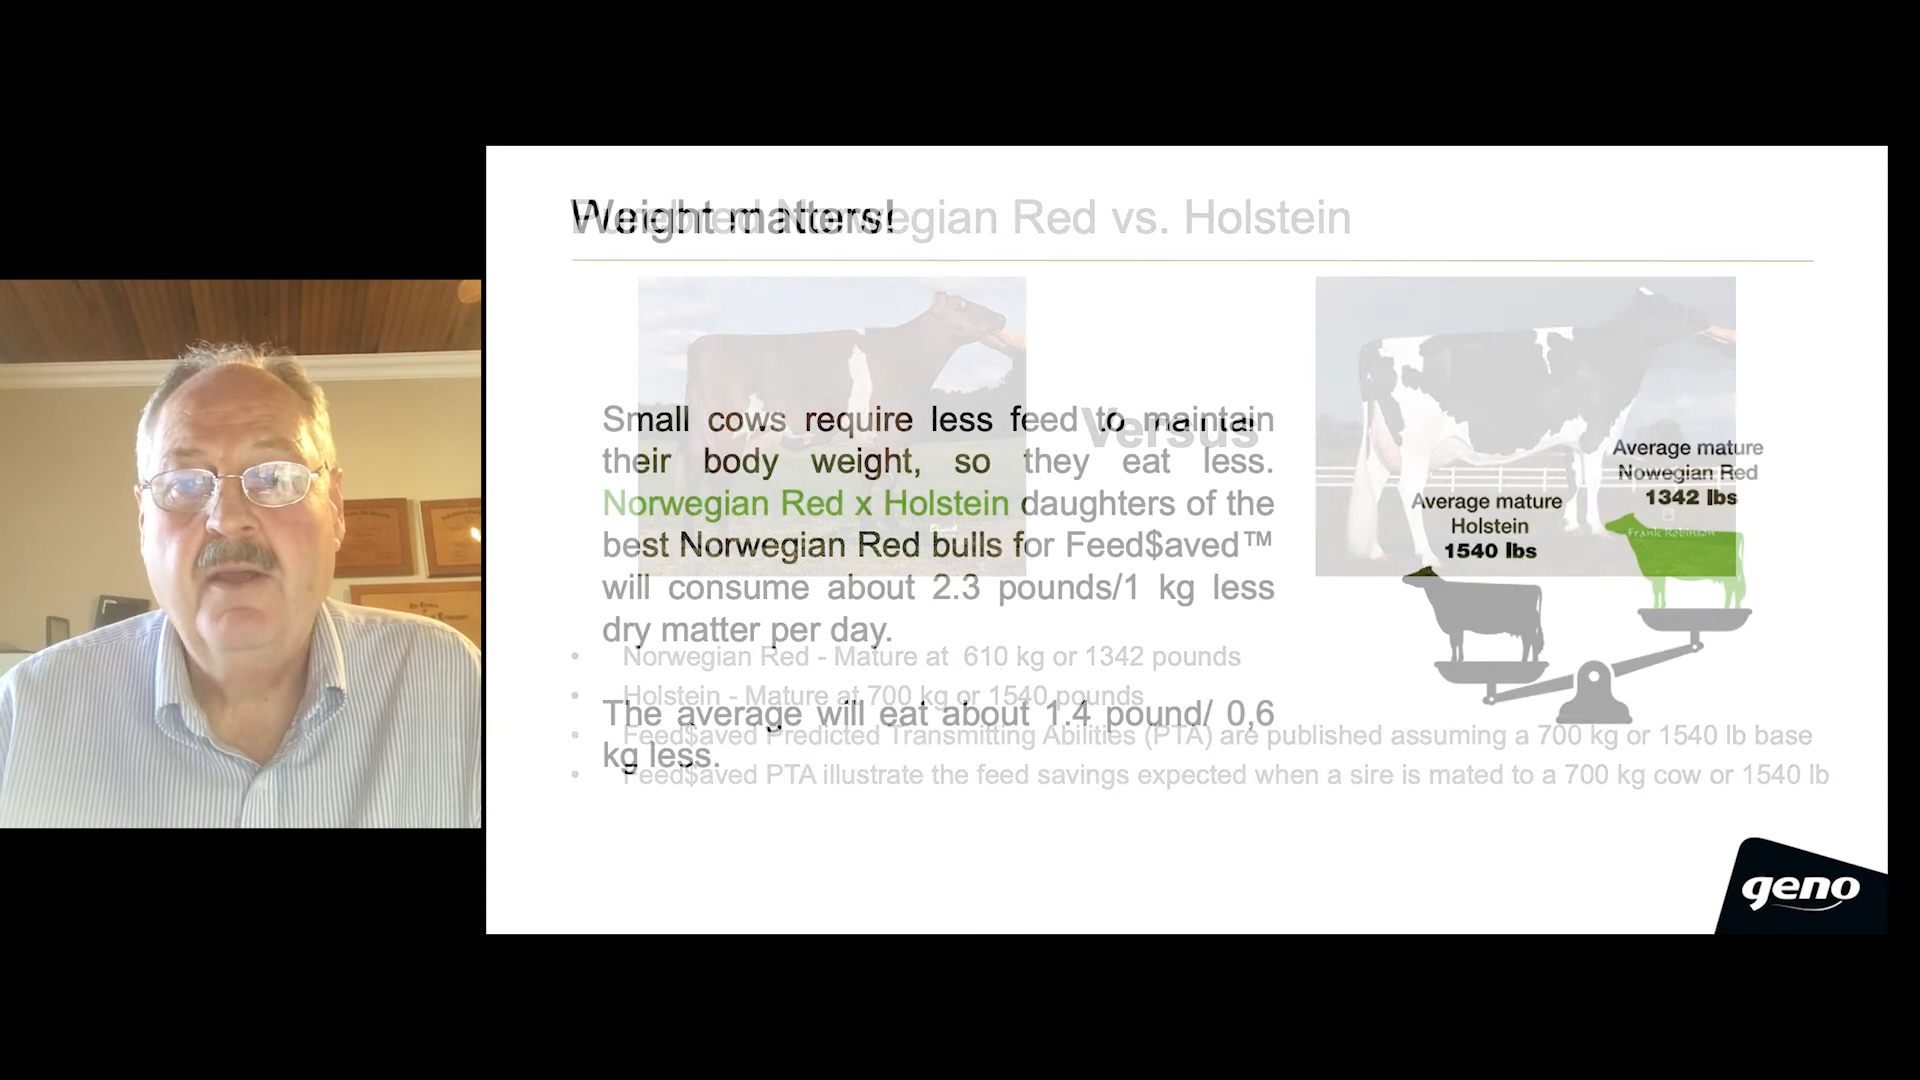 Weight matters!
Purebred Norwegian Red vs. Holstein
Versus
Small cows require less feed to maintain
their body weight, so they eat less.
Norwegian Red x Holstein daughters of the
best Norwegian Red bulls for Feed$aved™
will consume about 2.3 pounds/1 kg less
dry matter per day.
The average will eat about 1.4 pound/ 0,6
kg less.
Average mature
Nowegian Red
1342 lbs
Average mature
Holstein
1540 lbs
Frank Robinson
• Norwegian Red - Mature at 610 kg or 1342 pounds
• Holstein - Mature at 700 kg or 1540 pounds
• Feed$aved Predicted Transmitting Abilities (PTA) are published assuming a 700 kg or 1540 lb base
• Feed$aved PTA illustrate the feed savings expected when a sire is mated to a 700 kg cow or 1540 lb
geno